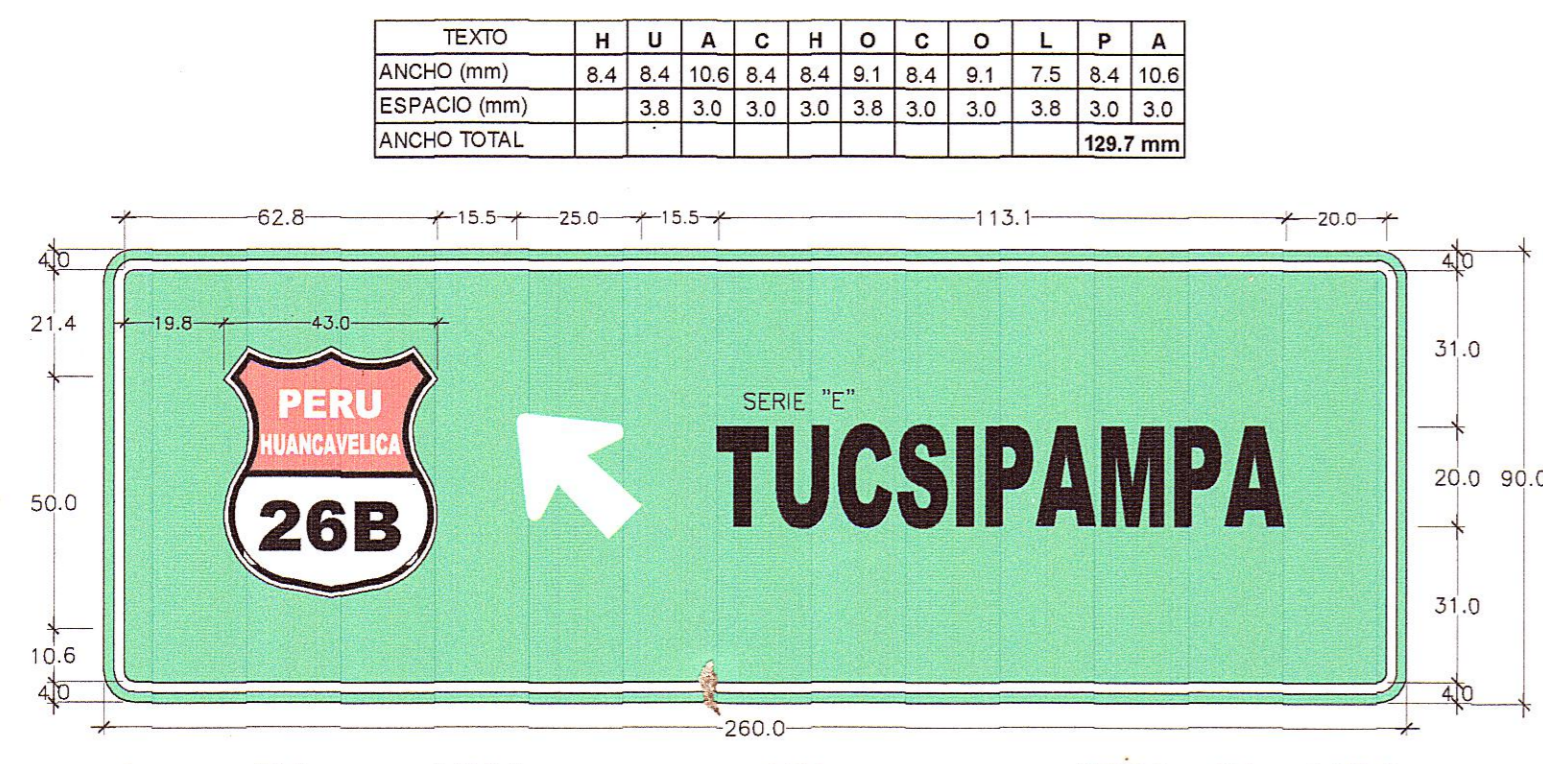 TEXTO H U A C H O C O L P A
ANCHO (mm) 8.4 8.4 10.6 8.4 8.4 9.1 8.4 9.1 7.5 8.4 10.6
ESPACIO (mm) 3.8 3.0 3.0 3.0 3.8 3.0 3.0 3.8 3.0 3.0
ANCHO TOTAL 129.7 mm
62.8 15.5 25.0 15.5 113.1 20.0
4.0 4.0
21.4 19.8 43.0 31.0
PERU SERIE "E"
HUANCAVELICA TUCSIPAMPA
50.0 26B 20.0 90.0
31.0
10.6
4.0 4.0
260.0